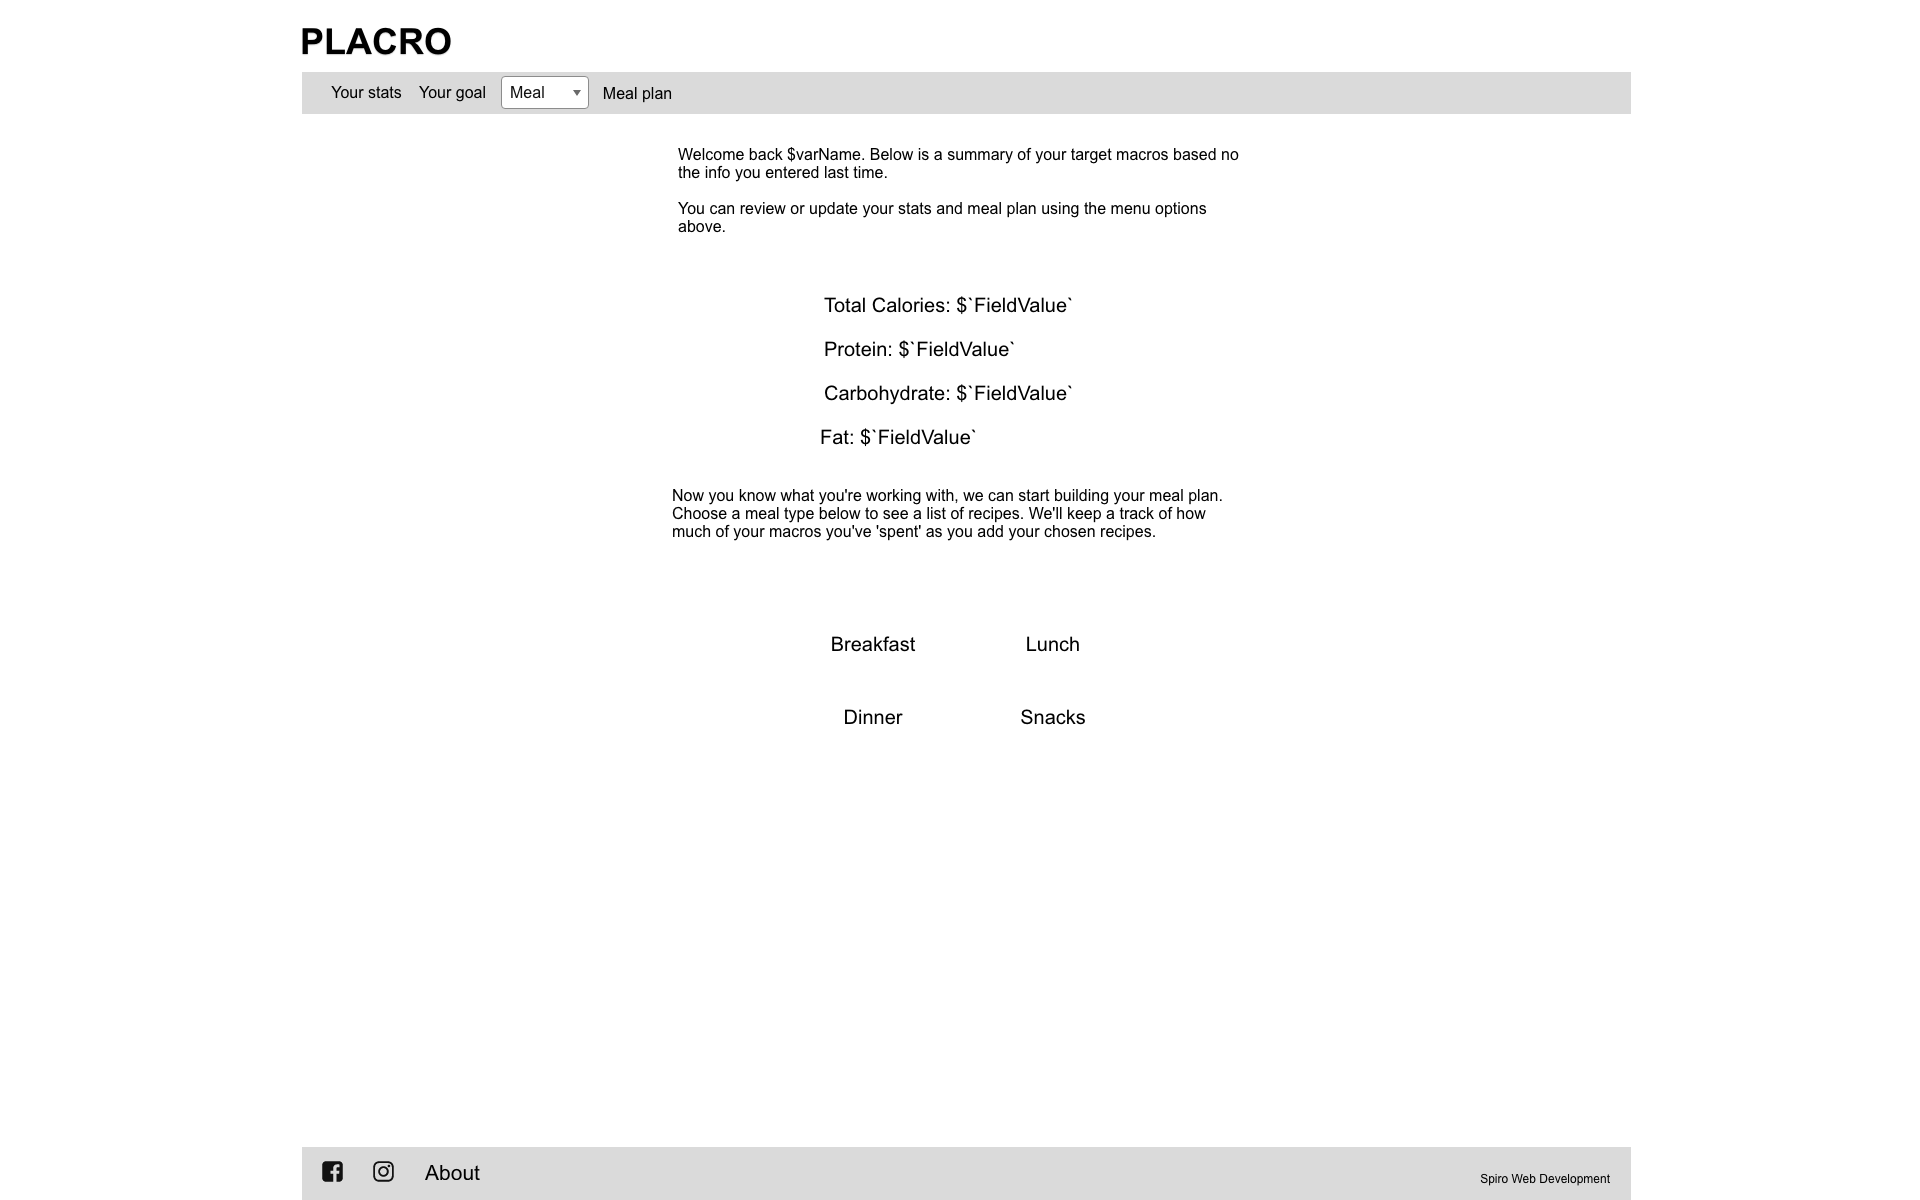 PLACRO
Your stats Your goal Meal Meal plan
Welcome back $varName. Below is a summary of your target macros based no
the info you entered last time.
You can review or update your stats and meal plan using the menu options
above.
Total Calories: $`FieldValue`
Protein: $`FieldValue`
Carbohydrate: $`FieldValue`
Fat: $`FieldValue`
Now you know what you're working with, we can start building your meal plan.
Choose a meal type below to see a list of recipes. We'll keep a track of how
much of your macros you've 'spent' as you add your chosen recipes.
Breakfast Lunch
Dinner Snacks
About
Spiro Web Development